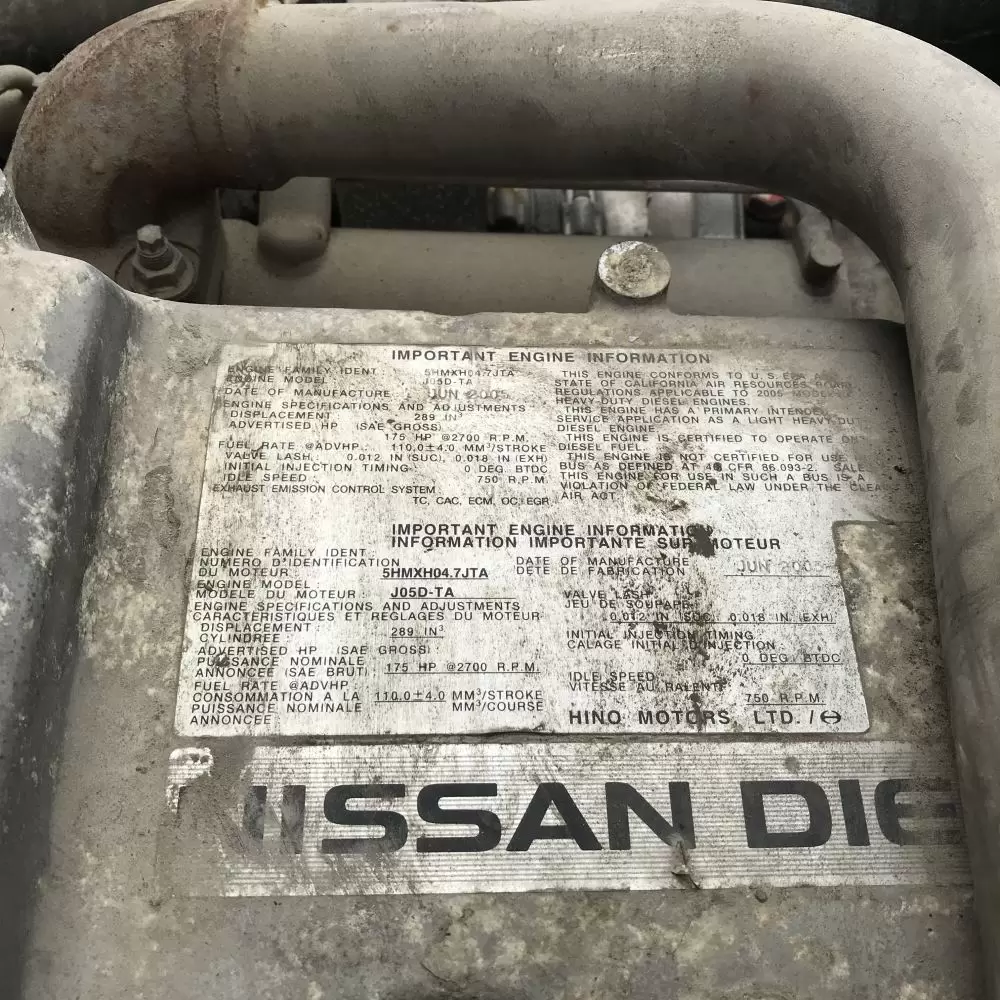 IMPORTANT ENGINE INFORMATION
ENGINE FAMILY IDENT. 5HMXH04.7JTA
ENGINE MODEL J05D-TA
DATE OF MANUFACTURE JUN 2005
ENGINE SPECIFICATIONS AND ADJUSTMENTS
DISPLACEMENT : 289 IN³
ADVERTISED HP (SAE GROSS)
175 HP @2700 R.P.M.
FUEL RATE @ADVHP : 110.0±4.0 MM³/STROKE
VALVE LASH : 0.012 IN (SUC), 0.018 IN (EXH)
INITIAL INJECTION TIMING : 0 DEG. BTDC
IDLE SPEED : 750 R.P.M.
EXHAUST EMISSION CONTROL SYSTEM
TC, CAC, ECM, OC, EGR
THIS ENGINE CONFORMS TO U.S. EPA
STATE OF CALIFORNIA AIR RESOURCES
REGULATIONS APPLICABLE TO 2005 MODEL
HEAVY-DUTY DIESEL ENGINES.
THIS ENGINE HAS A PRIMARY INTENDED
SERVICE APPLICATION AS A LIGHT HEAVY-DUTY
DIESEL ENGINE.
THIS ENGINE IS CERTIFIED TO OPERATE ON
DIESEL FUEL.
THIS ENGINE IS NOT CERTIFIED FOR USE
BUS AS DEFINED AT 40 CFR 86.093-2. SALE
THIS ENGINE FOR USE IN SUCH A BUS IS A
VIOLATION OF FEDERAL LAW UNDER THE CLEAN
AIR ACT.
IMPORTANT ENGINE INFORMATION
INFORMATION IMPORTANTE SUR MOTEUR
ENGINE FAMILY IDENT.
NUMERO D'IDENTIFICATION
DU MOTEUR : 5HMXH04.7JTA
ENGINE MODEL
MODELE DU MOTEUR : J05D-TA
ENGINE SPECIFICATIONS AND ADJUSTMENTS
CARACTERISTIQUES ET REGLAGES DU MOTEUR
DISPLACEMENT :
CYLINDREE : 289 IN³
ADVERTISED HP (SAE GROSS) :
PUISSANCE NOMINALE
ANNONCEE (SAE BRUT) 175 HP @2700 R.P.M.
FUEL RATE @ADVHP :
CONSOMMATION A LA 110.0±4.0 MM³/STROKE
PUISSANCE NOMINALE MM³/COURSE
ANNONCEE
DATE OF MANUFACTURE
DETE DE FABRICATION JUN 2005
VALVE LASH
JEU DE SOUPAPE
0.012 IN (SUC), 0.018 IN. (EXH)
INITIAL INJECTION TIMING
CALAGE INITIAL D'INJECTION
0 DEG. BTDC
IDLE SPEED
VITESSE AU RALENTI
750 R.P.M.
HINO MOTORS, LTD. /
NISSAN DIE